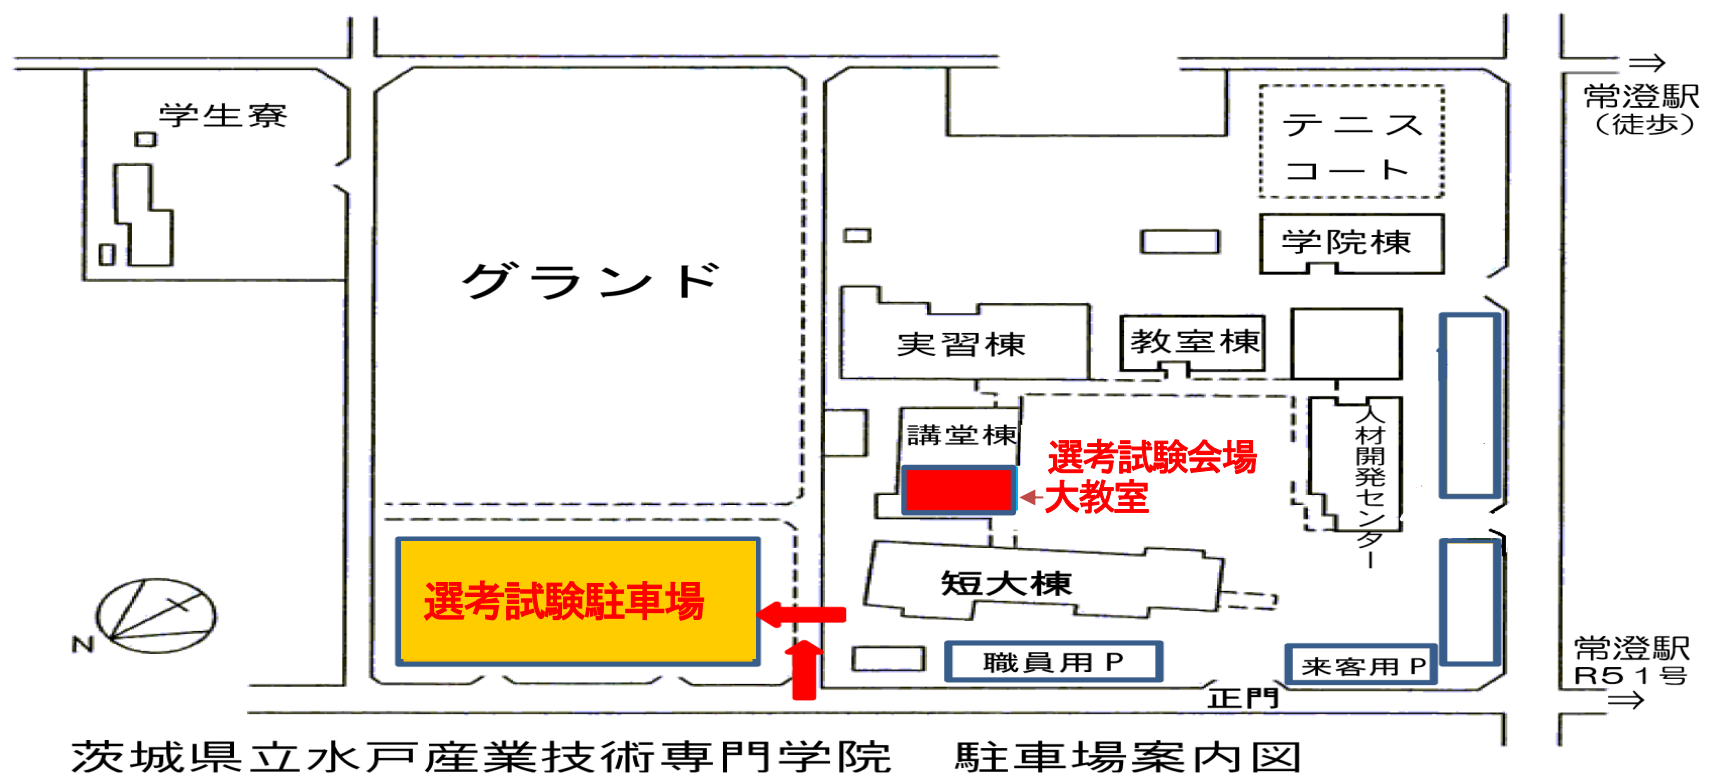 学生寮
常澄駅
（徒歩）
テニス
コート
学院棟
グランド
実習棟
教室棟
人材開発センター
講堂棟
選考試験会場
大教室
選考試験駐車場
短大棟
N
職員用P
来客用P
常澄駅
R51号
正門
茨城県立水戸産業技術専門学院　駐車場案内図